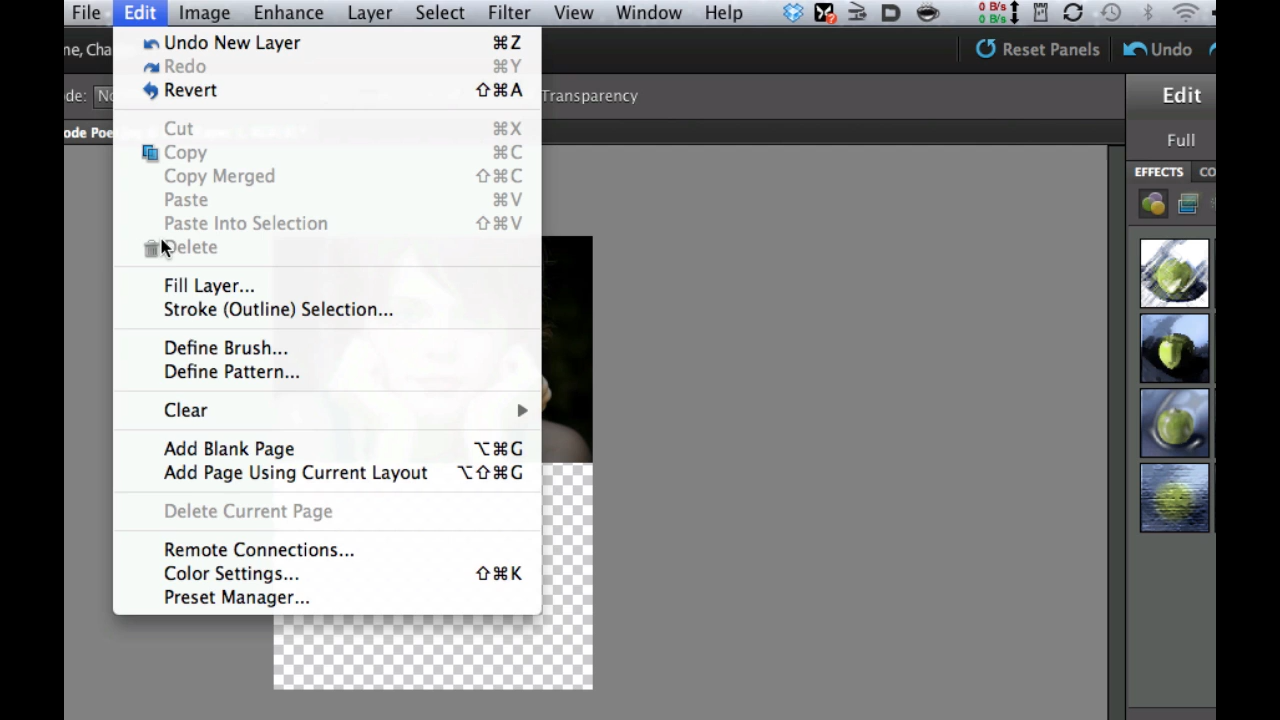 File Edit Image Enhance Layer Select Filter View Window Help 0 B/s
0 B/s
Undo New Layer ⌘Z
Redo ⌘Y
Revert ⇧⌘A
Reset Panels Undo
Transparency
Cut ⌘X
Copy ⌘C
Copy Merged ⇧⌘C
Paste ⌘V
Paste Into Selection ⇧⌘V
Delete
Fill Layer...
Stroke (Outline) Selection...
Define Brush...
Define Pattern...
Clear
Add Blank Page ⌥⌘G
Add Page Using Current Layout ⌥⇧⌘G
Delete Current Page
Remote Connections...
Color Settings... ⇧⌘K
Preset Manager...
Edit
Full
EFFECTS